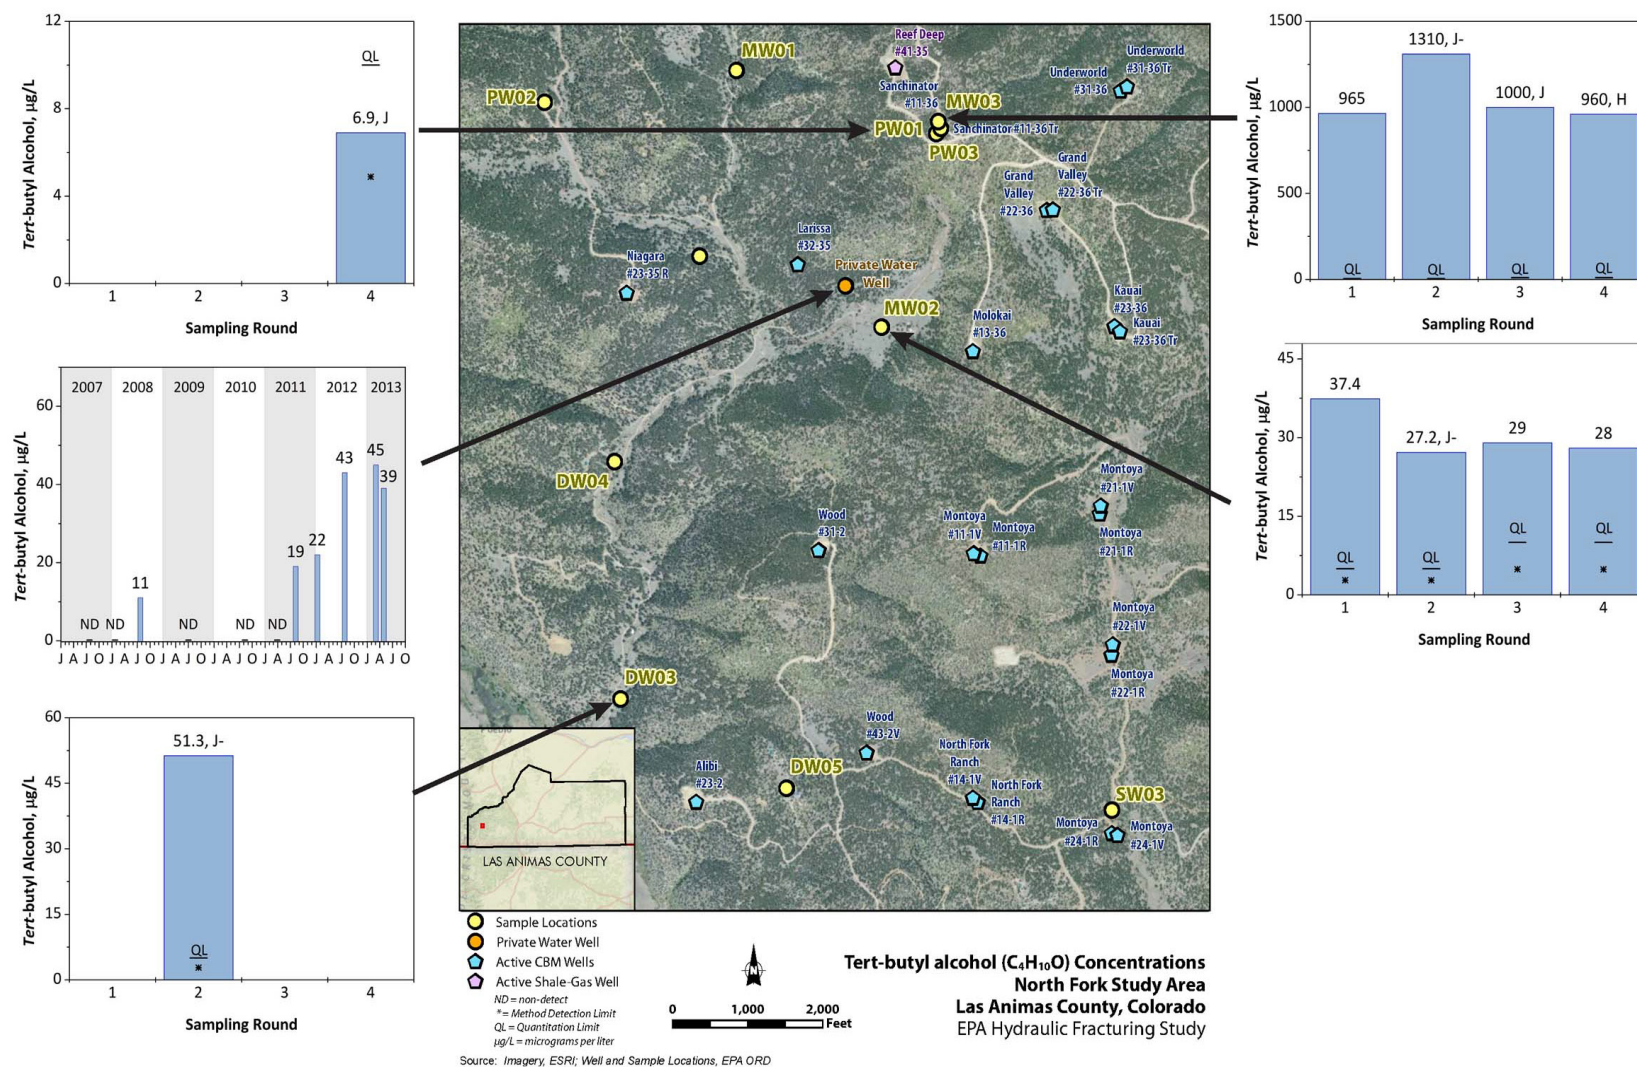 12
8
4
0
Tert-butyl Alcohol, µg/L
QL
6.9, J
*
1 2 3 4
Sampling Round
60
40
20
0
Tert-butyl Alcohol, µg/L
2007 2008 2009 2010 2011 2012 2013
ND ND 11 ND ND ND 19 22 43 45 39
J A J O J A J O J A J O J A J O J A J O J A J O J A J O
60
45
30
15
0
Tert-butyl Alcohol, µg/L
51.3, J-
QL
*
1 2 3 4
Sampling Round
MW01
PW02
Reef Deep
#41-35
Sanchinator
#11-36
MW03
PW01
Sanchinator #11-36 Tr
PW03
Underworld
#31-36 Tr
Underworld
#31-36
Grand
Valley
#22-36 Tr
Grand
Valley
#22-36
Larissa
#32-35
Niagara
#23-35 R
Private Water
Well
MW02
Molokai
#13-36
Kauai
#23-36
Kauai
#23-36 Tr
DW04
Wood
#31-2
Montoya
#11-1V
Montoya
#11-1R
Montoya
#21-1V
Montoya
#21-1R
Montoya
#22-1V
Montoya
#22-1R
DW03
Wood
#43-2V
DW05
Alibi
#23-2
North Fork
Ranch
#14-1V
North Fork
Ranch
#14-1R
SW03
Montoya
#24-1R
Montoya
#24-1V
LAS ANIMAS COUNTY
Sample Locations
Private Water Well
Active CBM Wells
Active Shale-Gas Well
ND = non-detect
* = Method Detection Limit
QL = Quantitation Limit
µg/L = micrograms per liter
Source: Imagery, ESRI; Well and Sample Locations, EPA ORD
N
0 1,000 2,000
Feet
Tert-butyl alcohol (C₄H₁₀O) Concentrations
North Fork Study Area
Las Animas County, Colorado
EPA Hydraulic Fracturing Study
1500
1000
500
0
Tert-butyl Alcohol, µg/L
965 1310, J- 1000, J 960, H
QL QL QL QL
1 2 3 4
Sampling Round
45
30
15
0
Tert-butyl Alcohol, µg/L
37.4 27.2, J- 29 28
QL QL QL QL
* * * *
1 2 3 4
Sampling Round